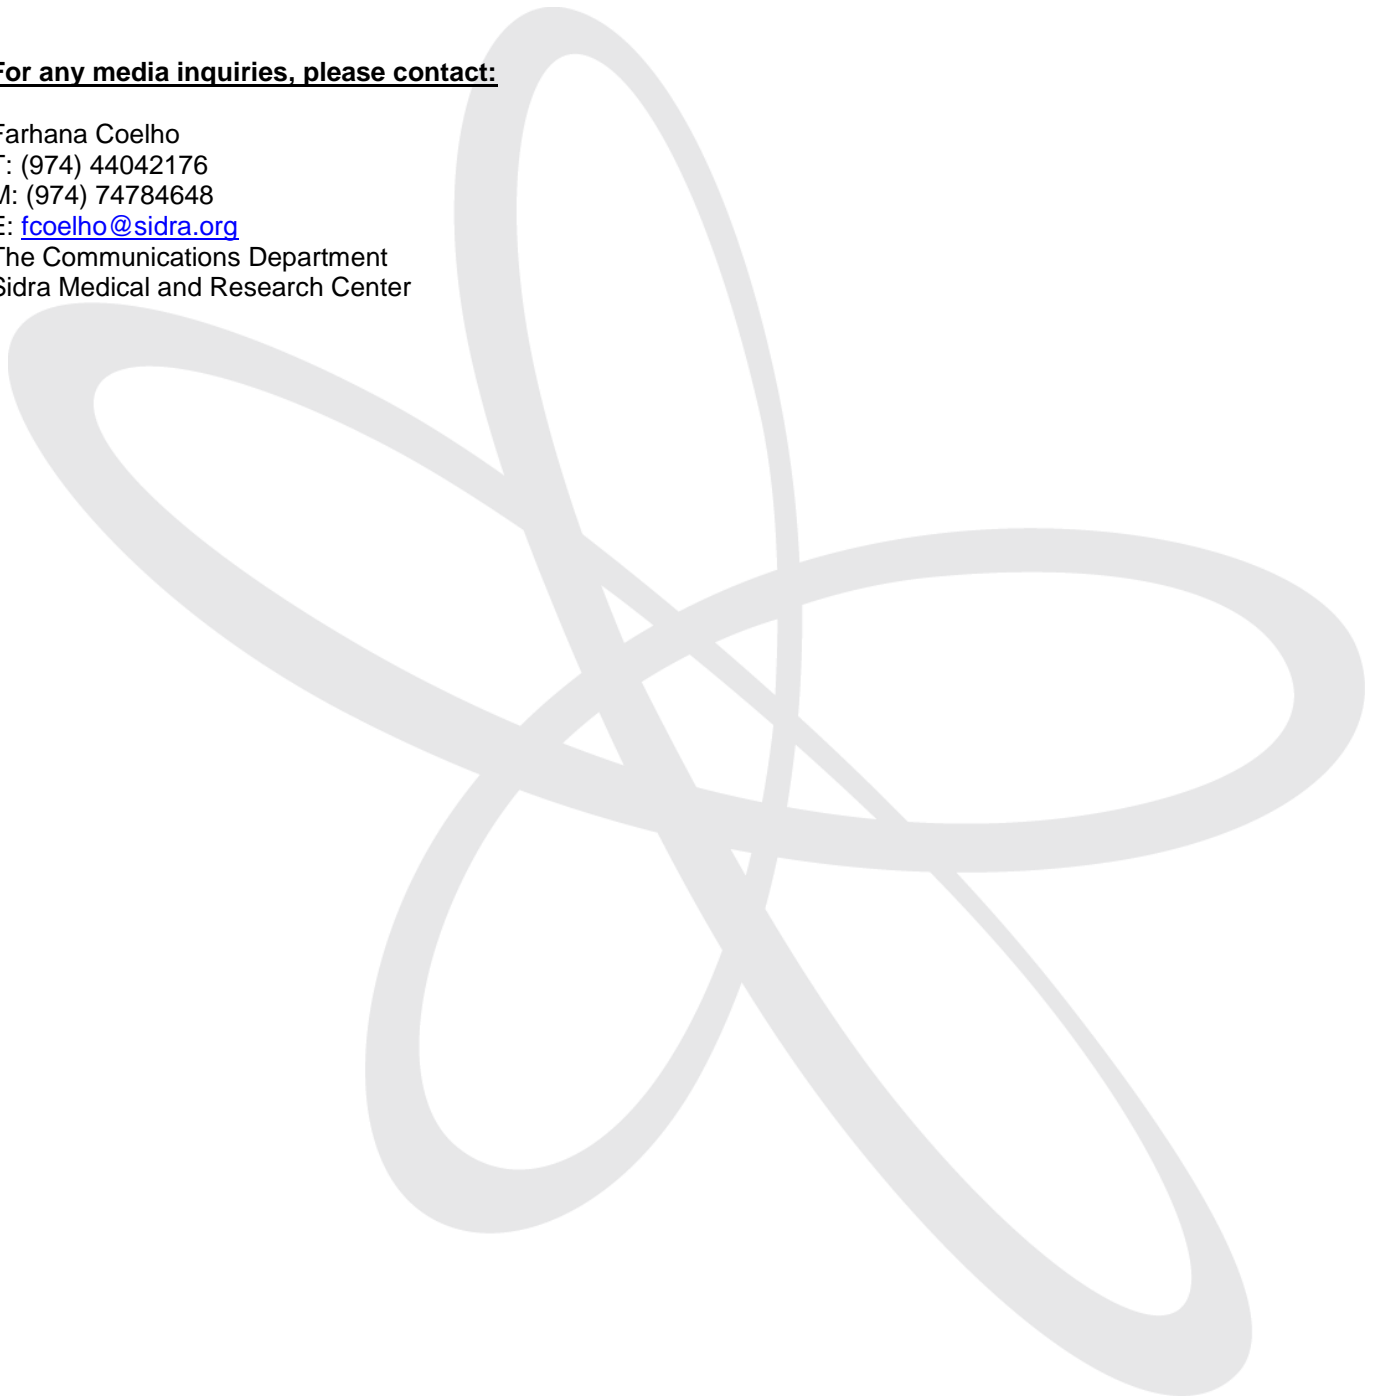 For any media inquiries, please contact:
Farhana Coelho
T: (974) 44042176
M: (974) 74784648
E: fcoelho@sidra.org
The Communications Department
Sidra Medical and Research Center